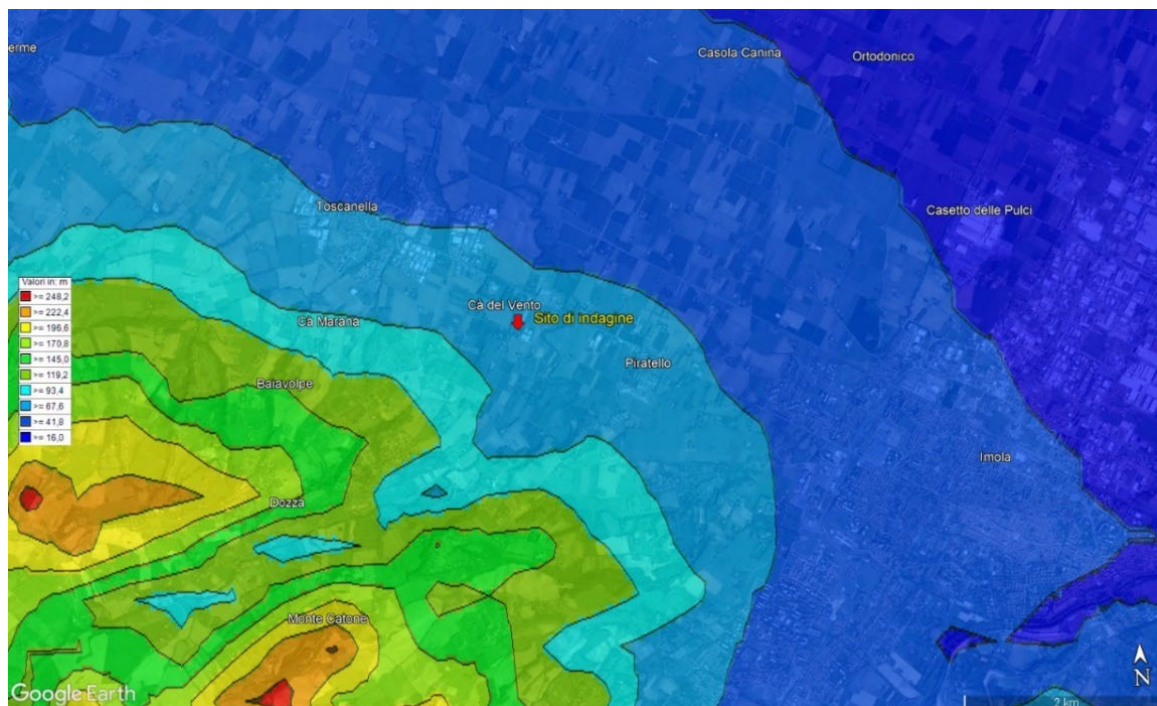 erme
Casola Canina
Ortodonico
Toscanella
Casetto delle Pulci
Valori in: m
>= 248,2
>= 222,4
>= 196,6
>= 170,8
>= 145,0
>= 119,2
>= 93,4
>= 67,6
>= 41,8
>= 16,0
Cà del Vento
Sito di indagine
Cà Marana
Piratello
Baiavolpe
Imola
Dozza
Monte Catone
N
Google Earth
2 km